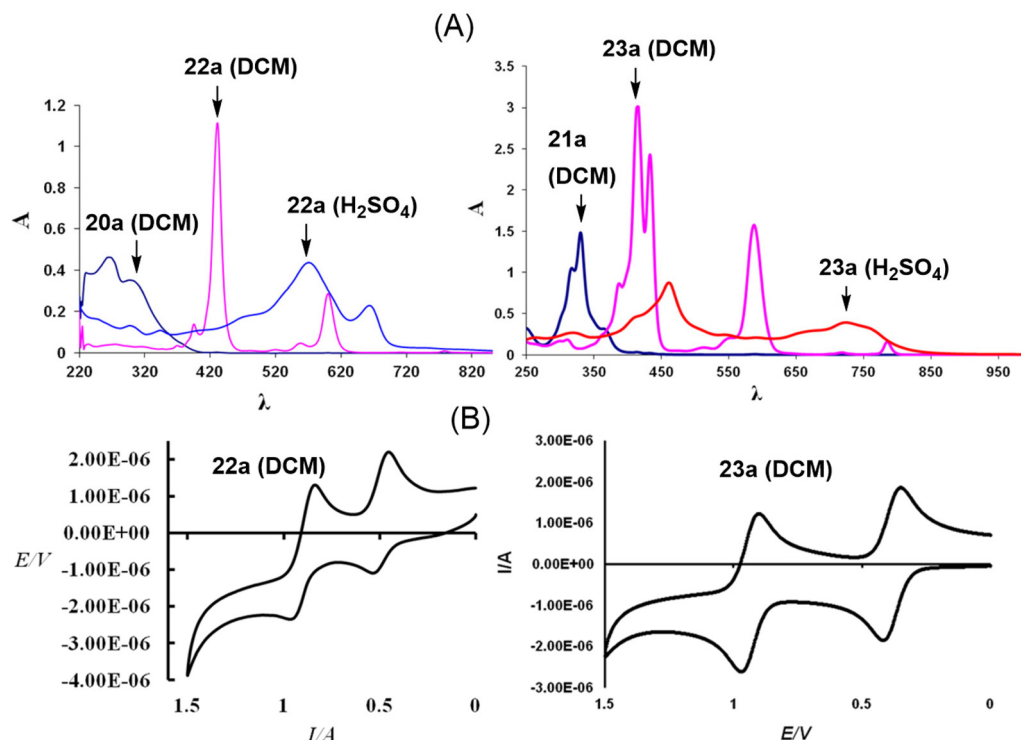 (A)
22a (DCM)
20a (DCM)
22a (H₂SO₄)
A
1.2
1
0.8
0.6
0.4
0.2
0
220 320 420 520 620 720 820
λ
23a (DCM)
21a
(DCM)
23a (H₂SO₄)
A
3.5
3
2.5
2
1.5
1
0.5
0
250 350 450 550 650 750 850 950
λ
(B)
22a (DCM)
2.00E-06
1.00E-06
0.00E+00
-1.00E-06
-2.00E-06
-3.00E-06
-4.00E-06
E/V
1.5 1 0.5 0
I/A
23a (DCM)
3.00E-06
2.00E-06
1.00E-06
0.00E+00
-1.00E-06
-2.00E-06
-3.00E-06
I/A
1.5 1 0.5 0
E/V